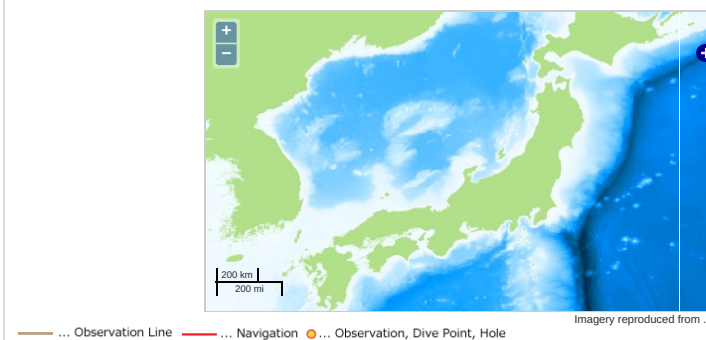 +
−
200 km
200 mi
Imagery reproduced from .
... Observation Line ... Navigation ... Observation, Dive Point, Hole